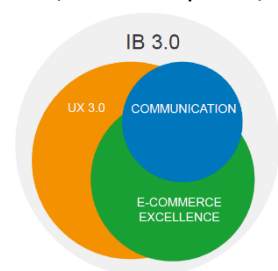 IB 3.0
UX 3.0
COMMUNICATION
E-COMMERCE
EXCELLENCE